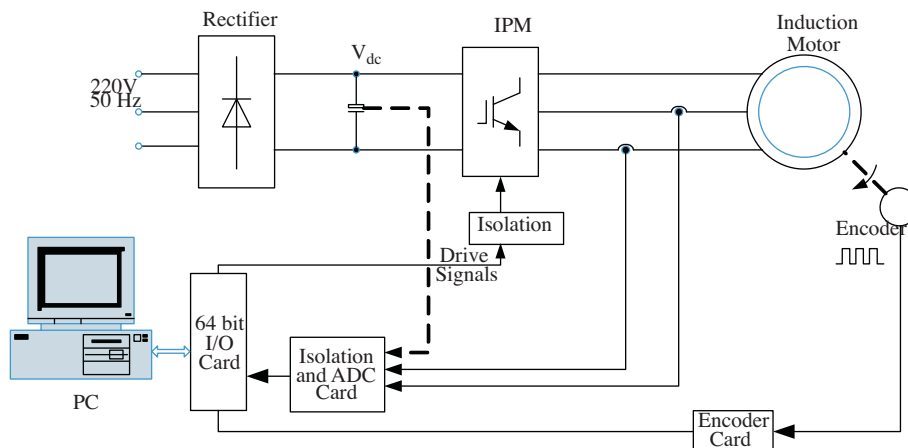 Rectifier
IPM
Induction
Motor
Vdc
220V
50 Hz
Isolation
Encoder
Drive
Signals
64 bit
I/O
Card
Isolation
and ADC
Card
PC
Encoder
Card